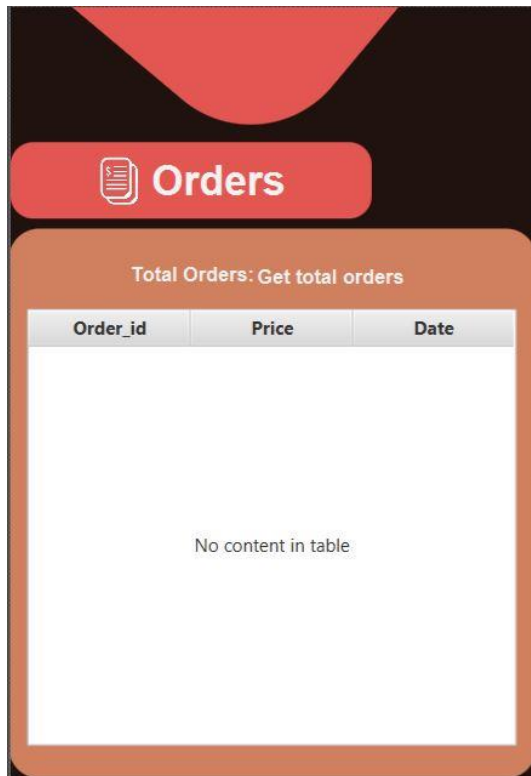 Orders
Total Orders: Get total orders
Order_id Price Date
No content in table